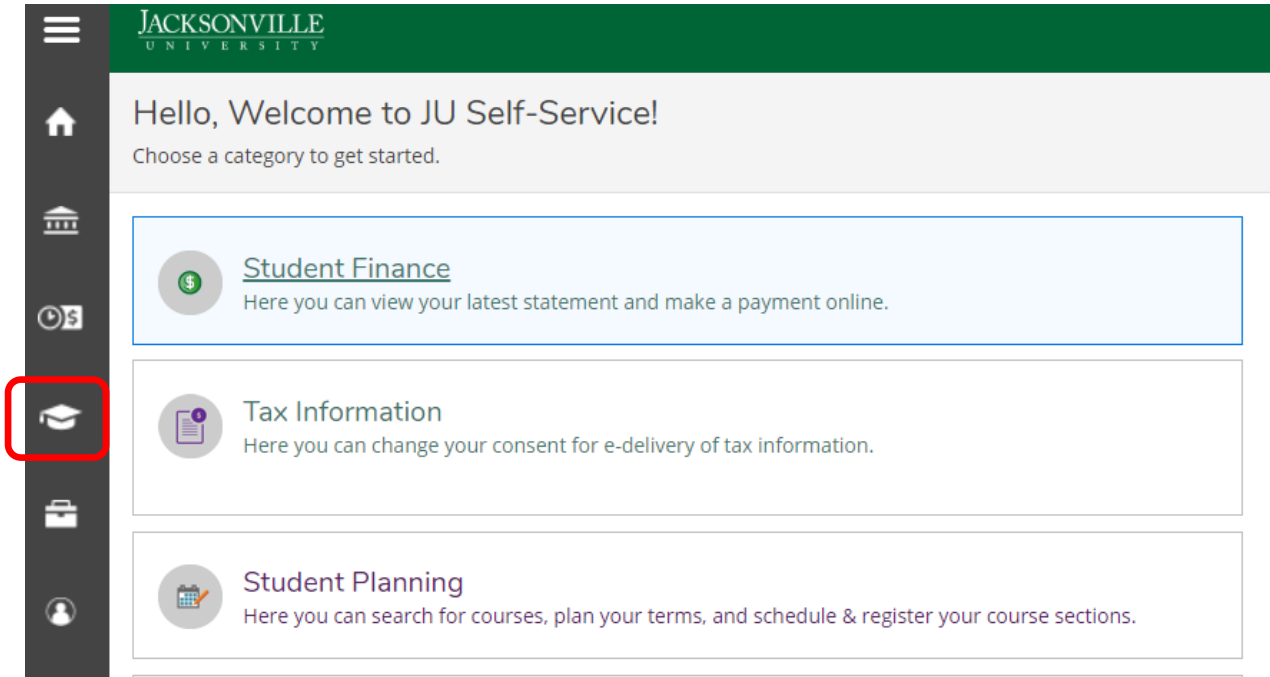 JACKSONVILLE
UNIVERSITY
Hello, Welcome to JU Self-Service!
Choose a category to get started.
$
$
Student Finance
Here you can view your latest statement and make a payment online.
Tax Information
Here you can change your consent for e-delivery of tax information.
Student Planning
Here you can search for courses, plan your terms, and schedule & register your course sections.